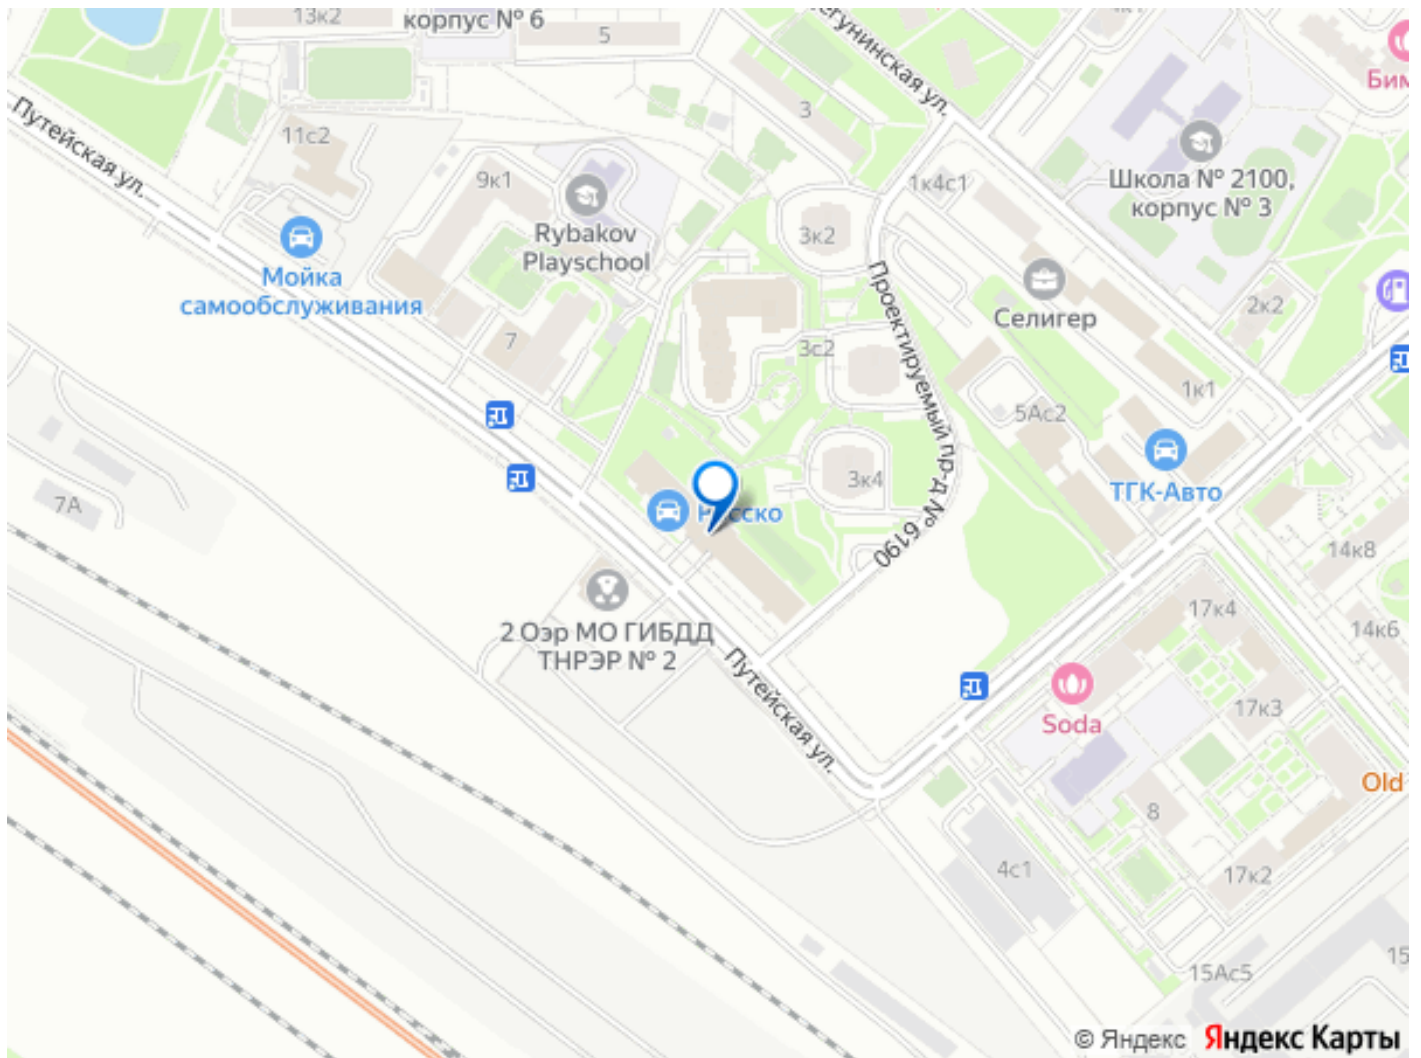 13к2
корпус № 6
5
Бим
Путейская ул.
11с2
3
егунинская ул.
9к1
Rybakov
Playschool
1к4с1
Школа № 2100,
корпус № 3
3к2
Мойка
самообслуживания
Проектируемый пр-д № 6190
Селигер
2к2
7
3с2
1к1
5Ас2
7А
3к4
ТГК-Авто
14к8
2 Оэр МО ГИБДД
ТНРЭР № 2
17к4
14к6
Путейская ул.
Soda
17к3
Old
8
4с1
17к2
15Ас5
15
© Яндекс
Яндекс Карты